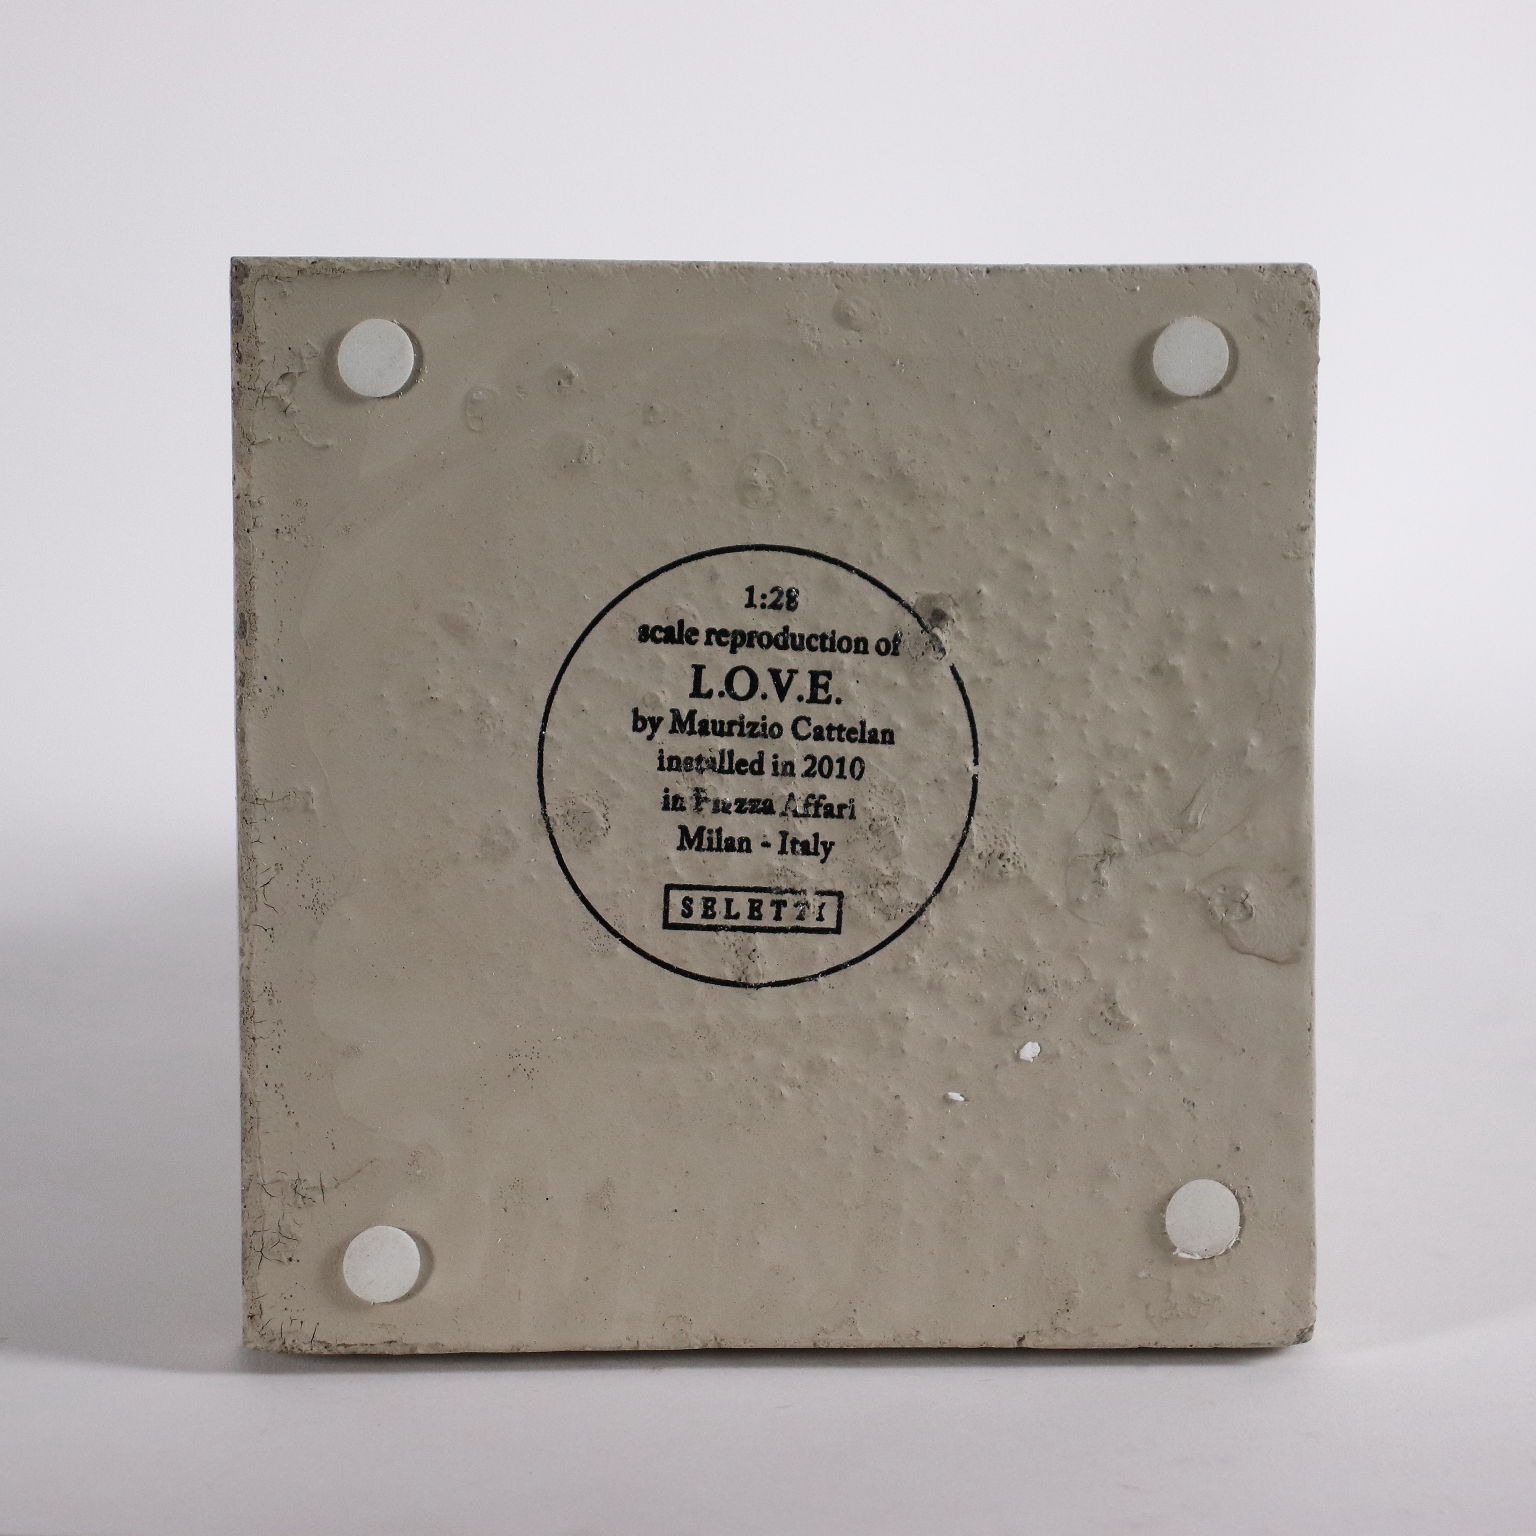 1:28
scale reproduction of
L.O.V.E.
by Maurizio Cattelan
installed in 2010
in Piazza Affari
Milan - Italy
SELETTI